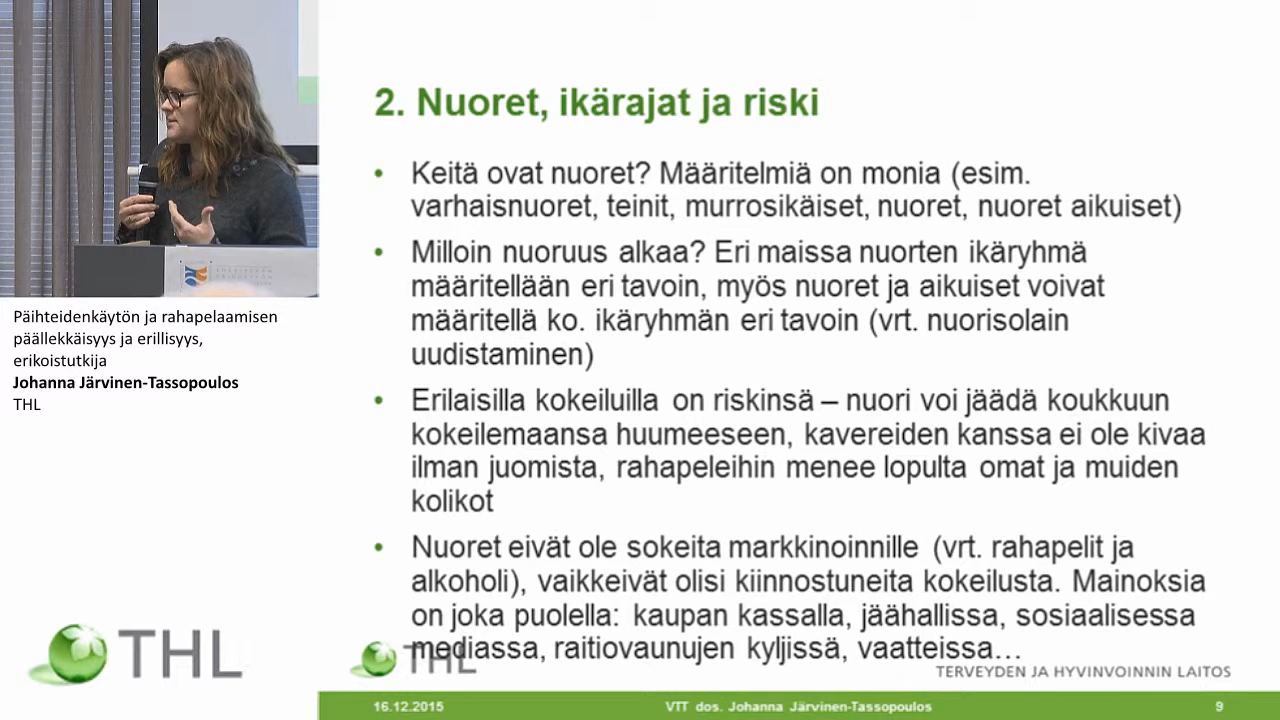 2. Nuoret, ikärajat ja riski
• Keitä ovat nuoret? Määritelmiä on monia (esim.
varhaisnuoret, teinit, murrosikäiset, nuoret, nuoret aikuiset)
• Milloin nuoruus alkaa? Eri maissa nuorten ikäryhmä
määritellään eri tavoin, myös nuoret ja aikuiset voivat
määritellä ko. ikäryhmän eri tavoin (vrt. nuorisolain
uudistaminen)
• Erilaisilla kokeiluilla on riskinsä – nuori voi jäädä koukkuun
kokeilemaansa huumeeseen, kavereiden kanssa ei ole kivaa
ilman juomista, rahapeleihin menee lopulta omat ja muiden
kolikot
• Nuoret eivät ole sokeita markkinoinnille (vrt. rahapelit ja
alkoholi), vaikkeivät olisi kiinnostuneita kokeilusta. Mainoksia
on joka puolella: kaupan kassalla, jäähallissa, sosiaalisessa
mediassa, raitiovaunujen kyljissä, vaatteissa…
Päihteidenkäytön ja rahapelaamisen
päällekkäisyys ja erillisyys,
erikoistutkija
Johanna Järvinen-Tassopoulos
THL
THL
THL
TERVEYDEN JA HYVINVOINNIN LAITOS
16.12.2015
VTT dos. Johanna Järvinen-Tassopoulos
9